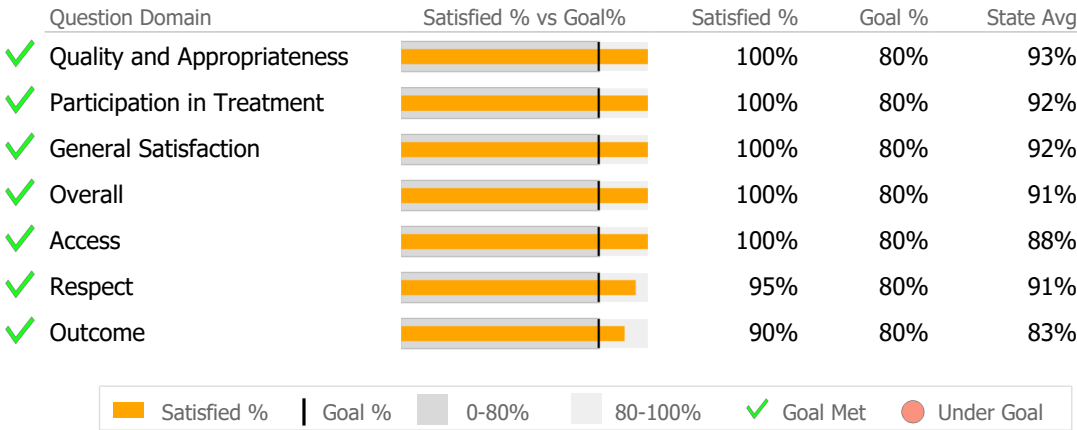 Question Domain Satisfied % vs Goal% Satisfied % Goal % State Avg
Quality and Appropriateness 100% 80% 93%
Participation in Treatment 100% 80% 92%
General Satisfaction 100% 80% 92%
Overall 100% 80% 91%
Access 100% 80% 88%
Respect 95% 80% 91%
Outcome 90% 80% 83%
Satisfied % Goal % 0-80% 80-100% Goal Met Under Goal